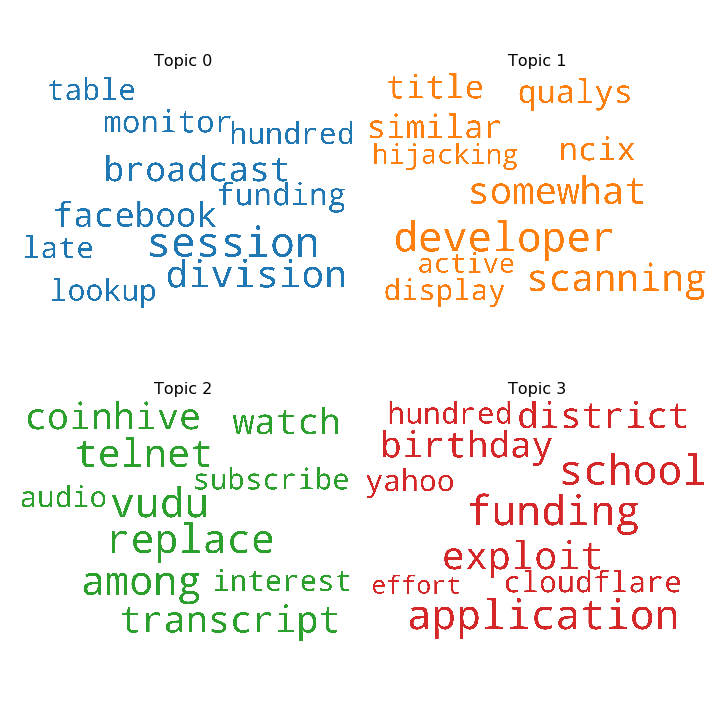 Topic 0
table
monitor
hundred
broadcast
funding
facebook
session
late
division
lookup
Topic 1
title
qualys
similar
hijacking
ncix
somewhat
developer
active
scanning
display
Topic 2
coinhive
watch
telnet
subscribe
audio
vudu
replace
among
interest
transcript
Topic 3
hundred
district
birthday
school
yahoo
funding
exploit
effort
cloudflare
application